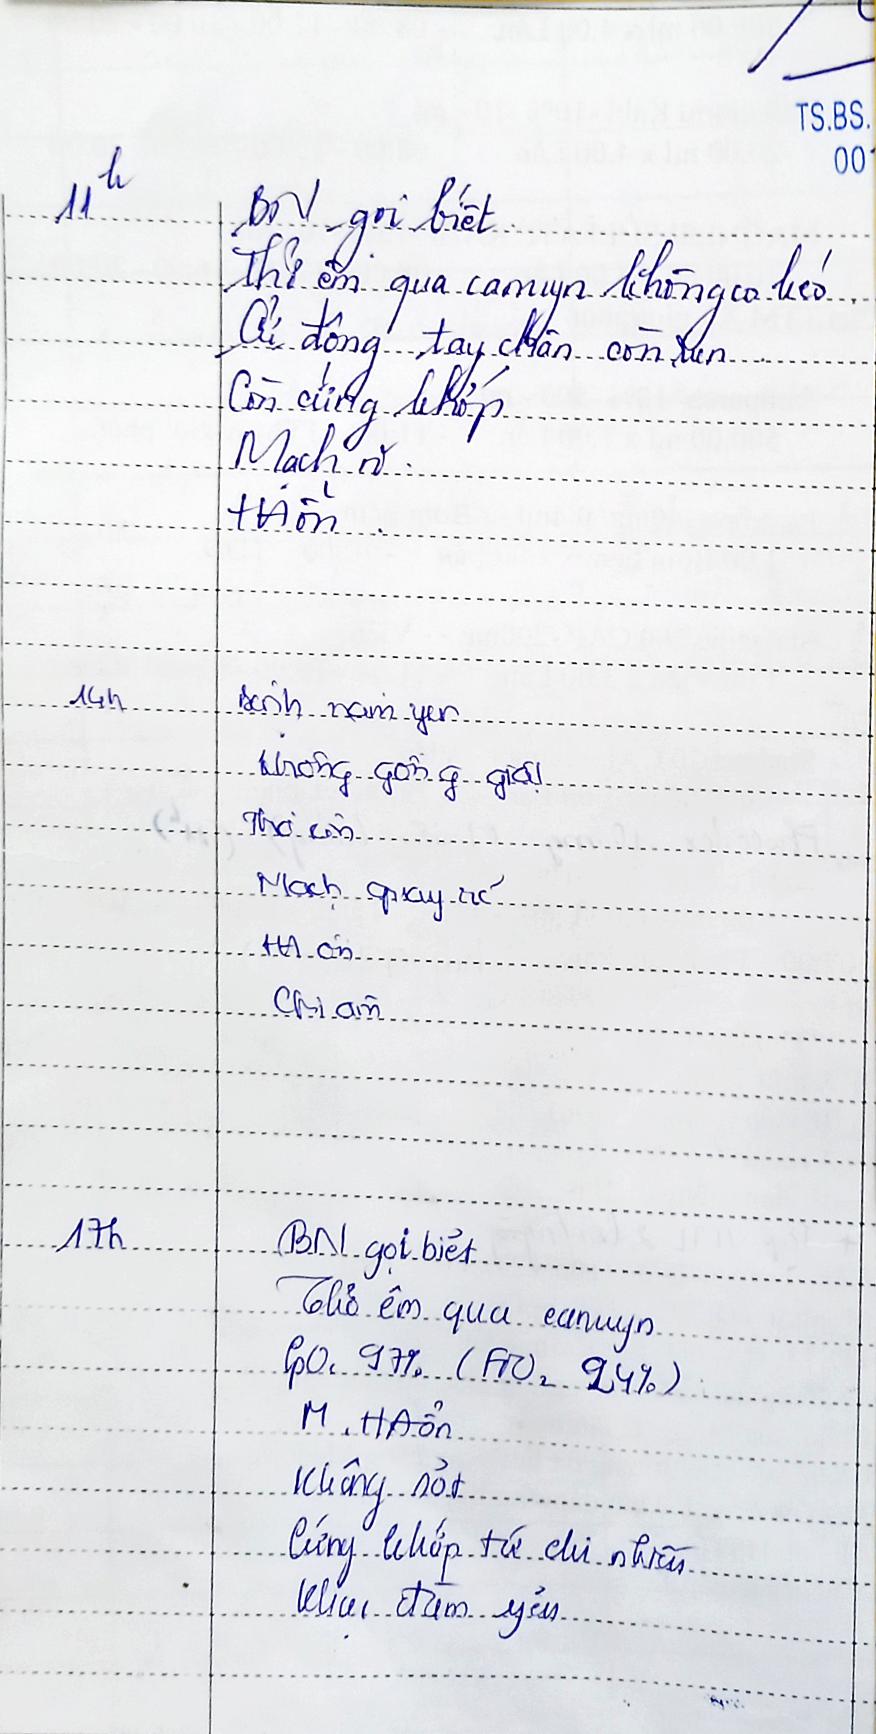 TS.BS.
00
11h
BN gọi biết
Thở êm qua canuyn không co kéo
Cử động tay chân còn run
Còn cứng khớp
Mạch rõ
HA ổn
14h
Bệnh nằm yên
Không gồng giật
Thở ổn
Mạch quay rõ
HA ổn
Chi ấm
17h
BN gọi biết
Thở êm qua canuyn
SpO2 97% (FiO2 24%)
M, HA ổn
Không sốt
Cứng khớp tứ chi nhiều
Khạc đàm yếu